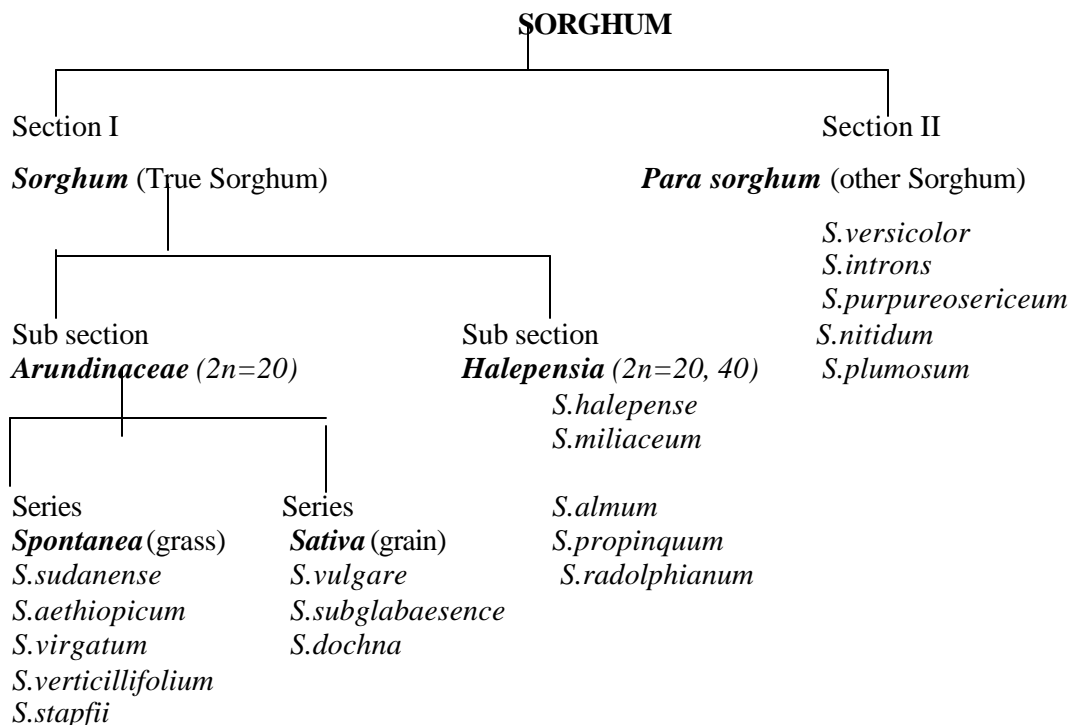 SORGHUM
Section I
Section II
Sorghum (True Sorghum)
Para sorghum (other Sorghum)
S.versicolor
S.introns
S.purpureosericeum
S.nitidum
S.plumosum
Sub section
Arundinaceae (2n=20)
Sub section
Halepensia (2n=20, 40)
S.halepense
S.miliaceum
S.almum
S.propinquum
S.radolphianum
Series
Spontanea (grass)
S.sudanense
S.aethiopicum
S.virgatum
S.verticillifolium
S.stapfii
Series
Sativa (grain)
S.vulgare
S.subglabaesence
S.dochna